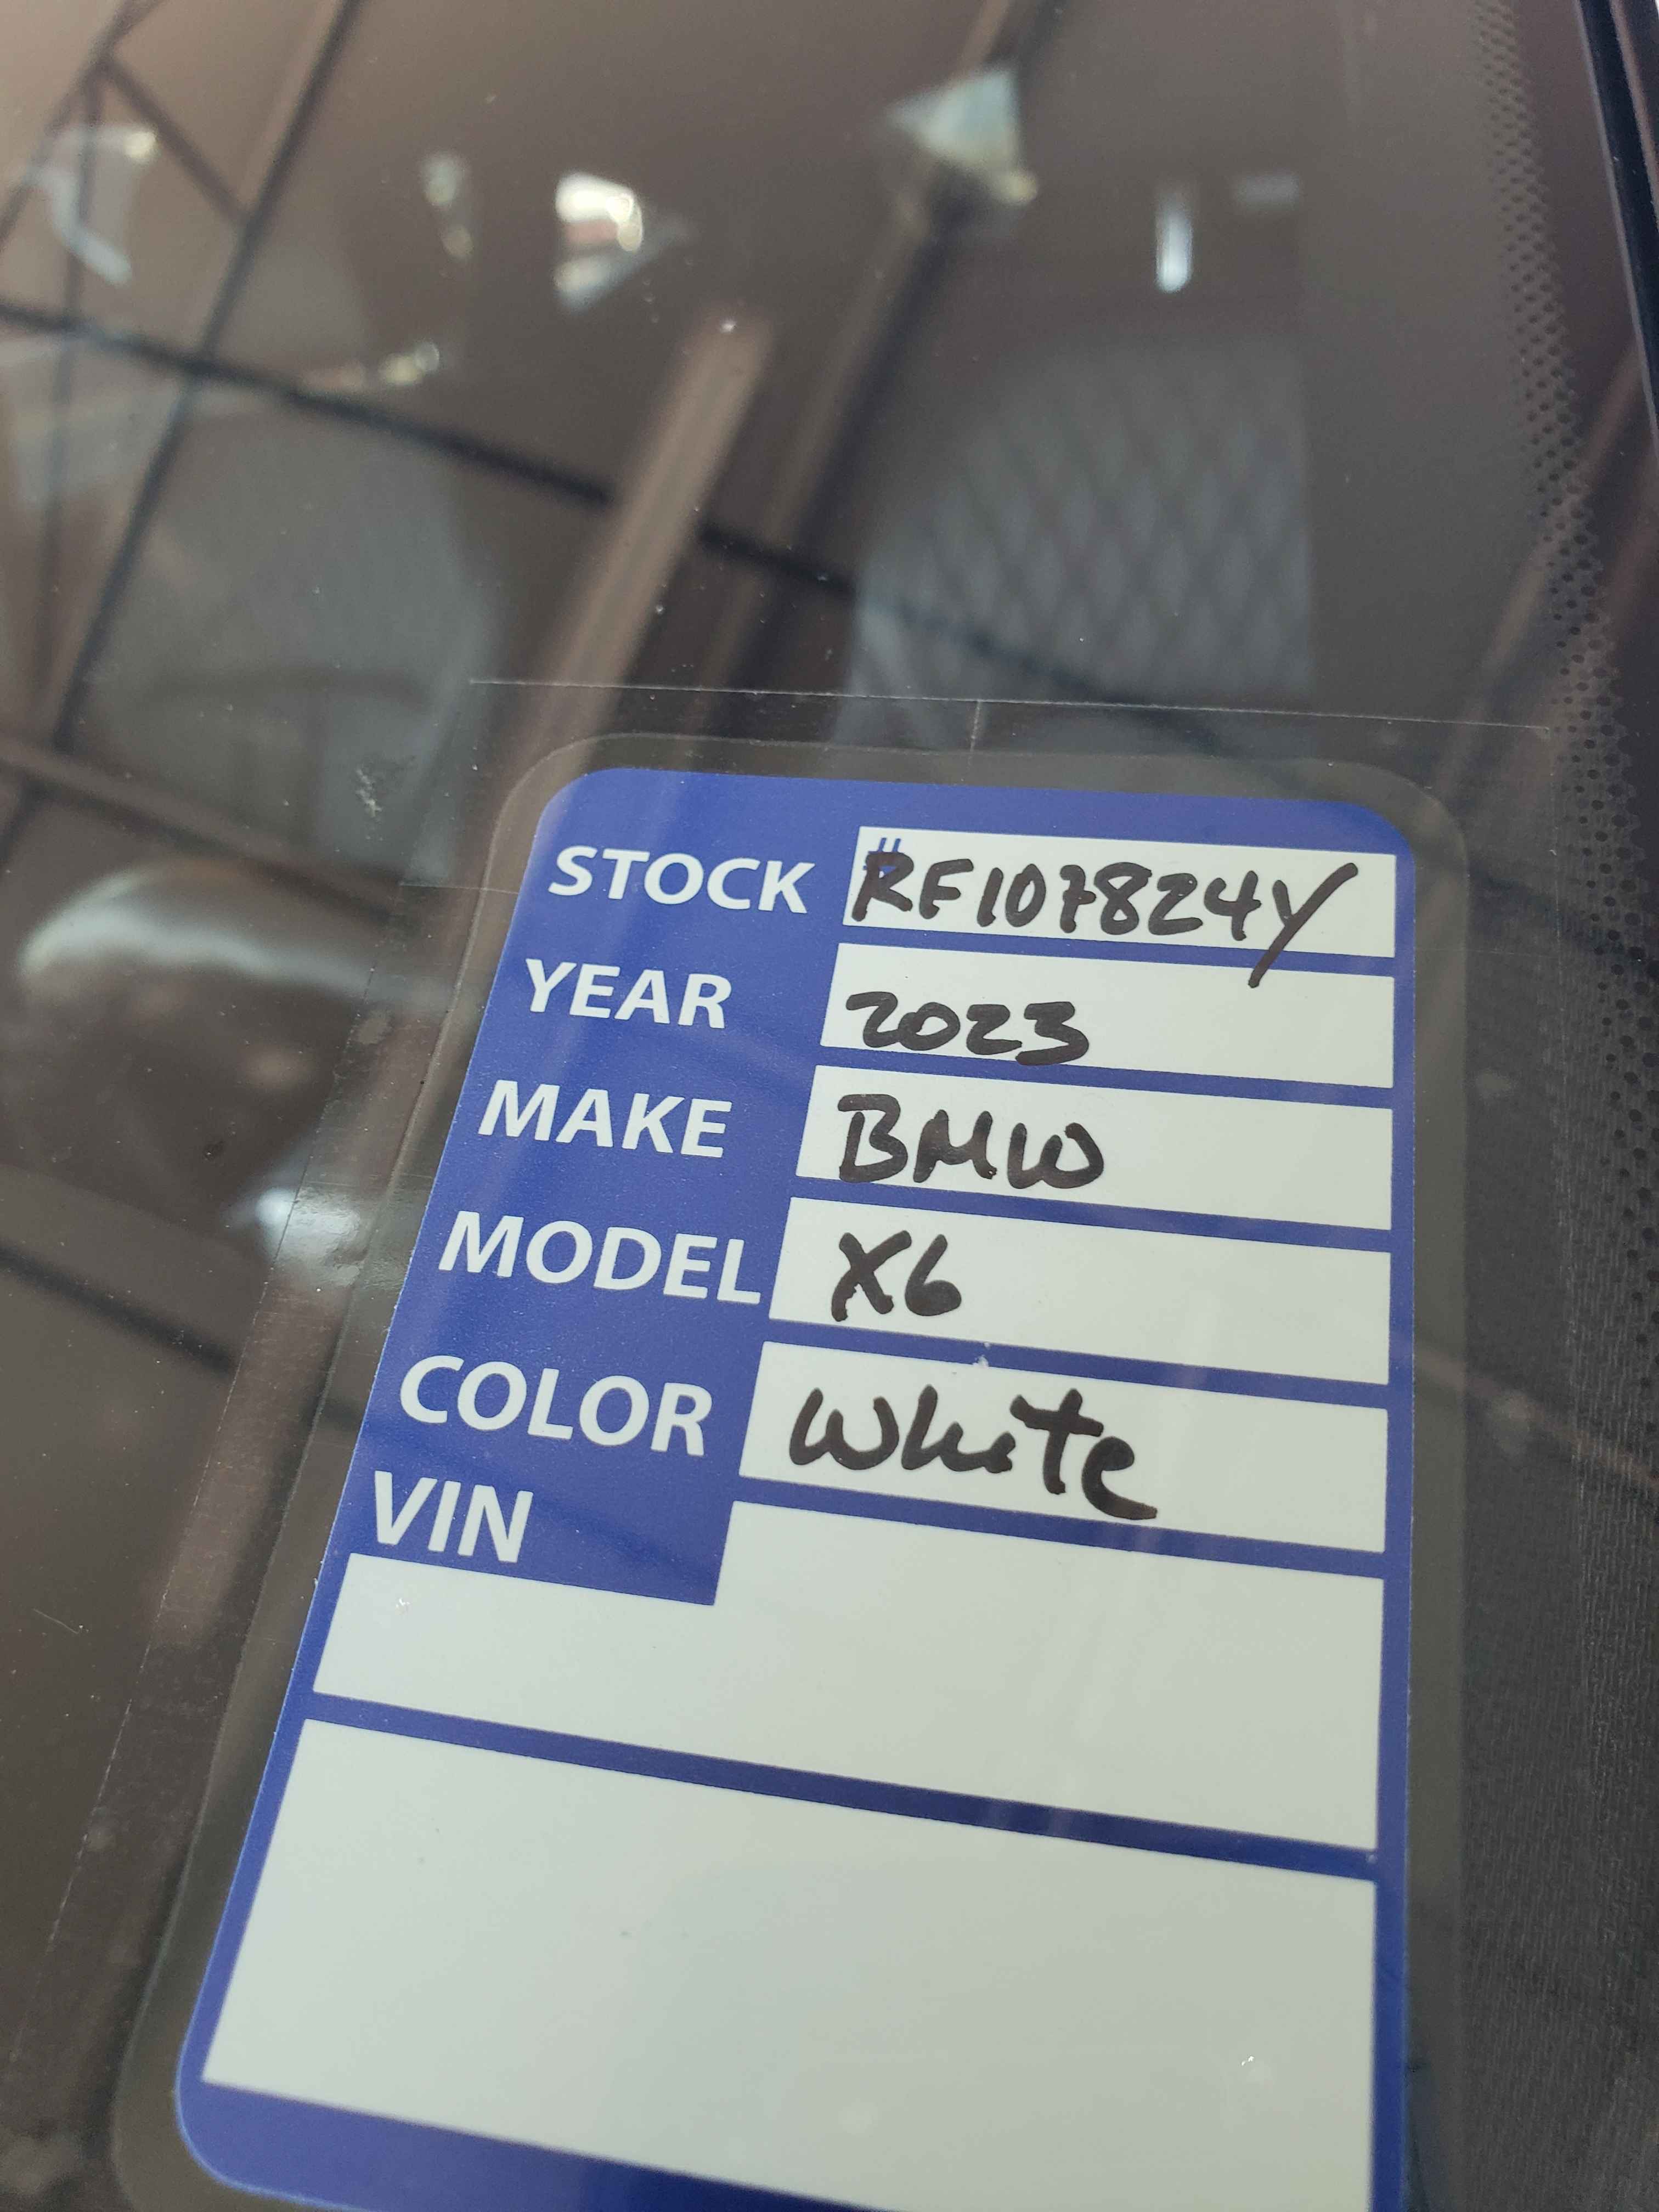 STOCK # RF107824Y
YEAR 2023
MAKE BMW
MODEL X6
COLOR White
VIN